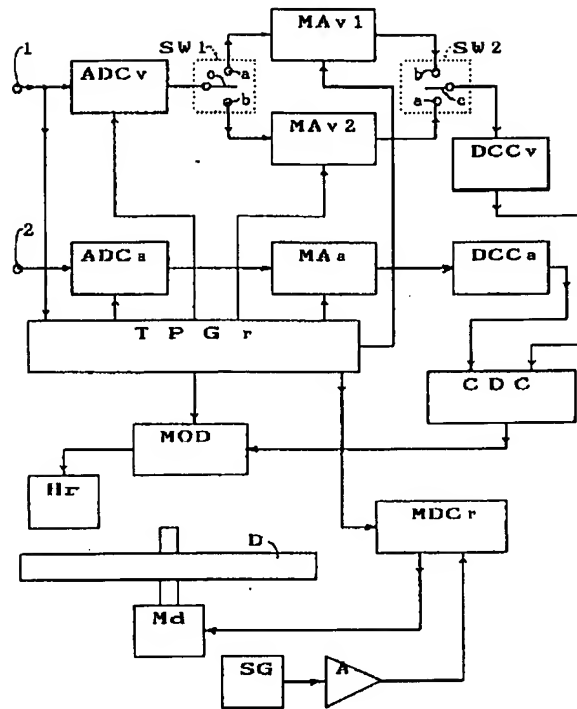 1
ADCv
SW1
o
a
b
MAv1
MAv2
SW2
b
a
c
DCCv
2
ADCa
MAa
DCCa
TPGr
CDC
MOD
Hr
MDCr
D
Md
SG
A